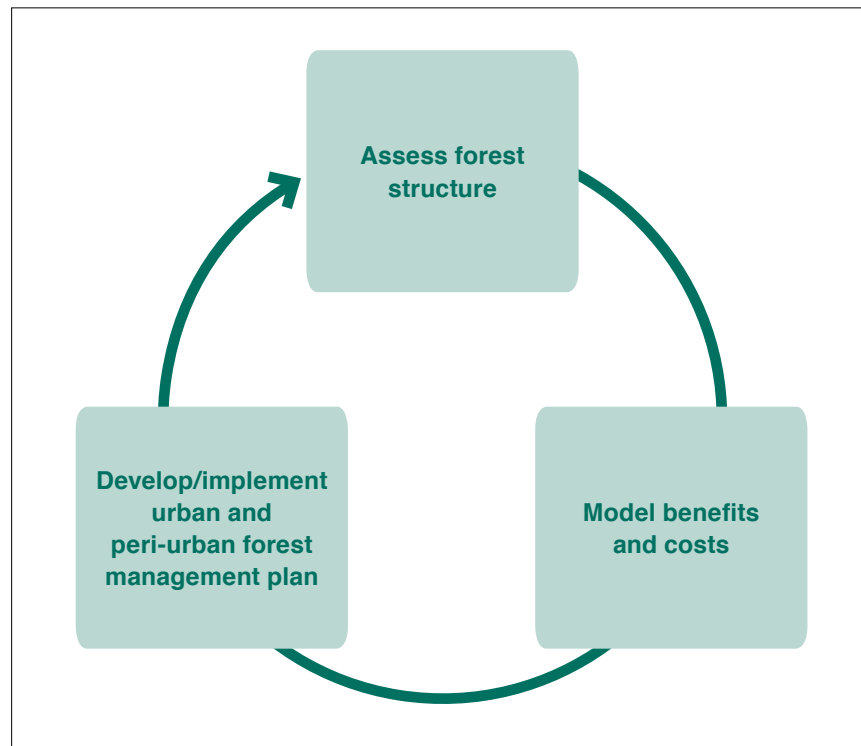 Assess forest
structure
Model benefits
and costs
Develop/implement
urban and
peri-urban forest
management plan